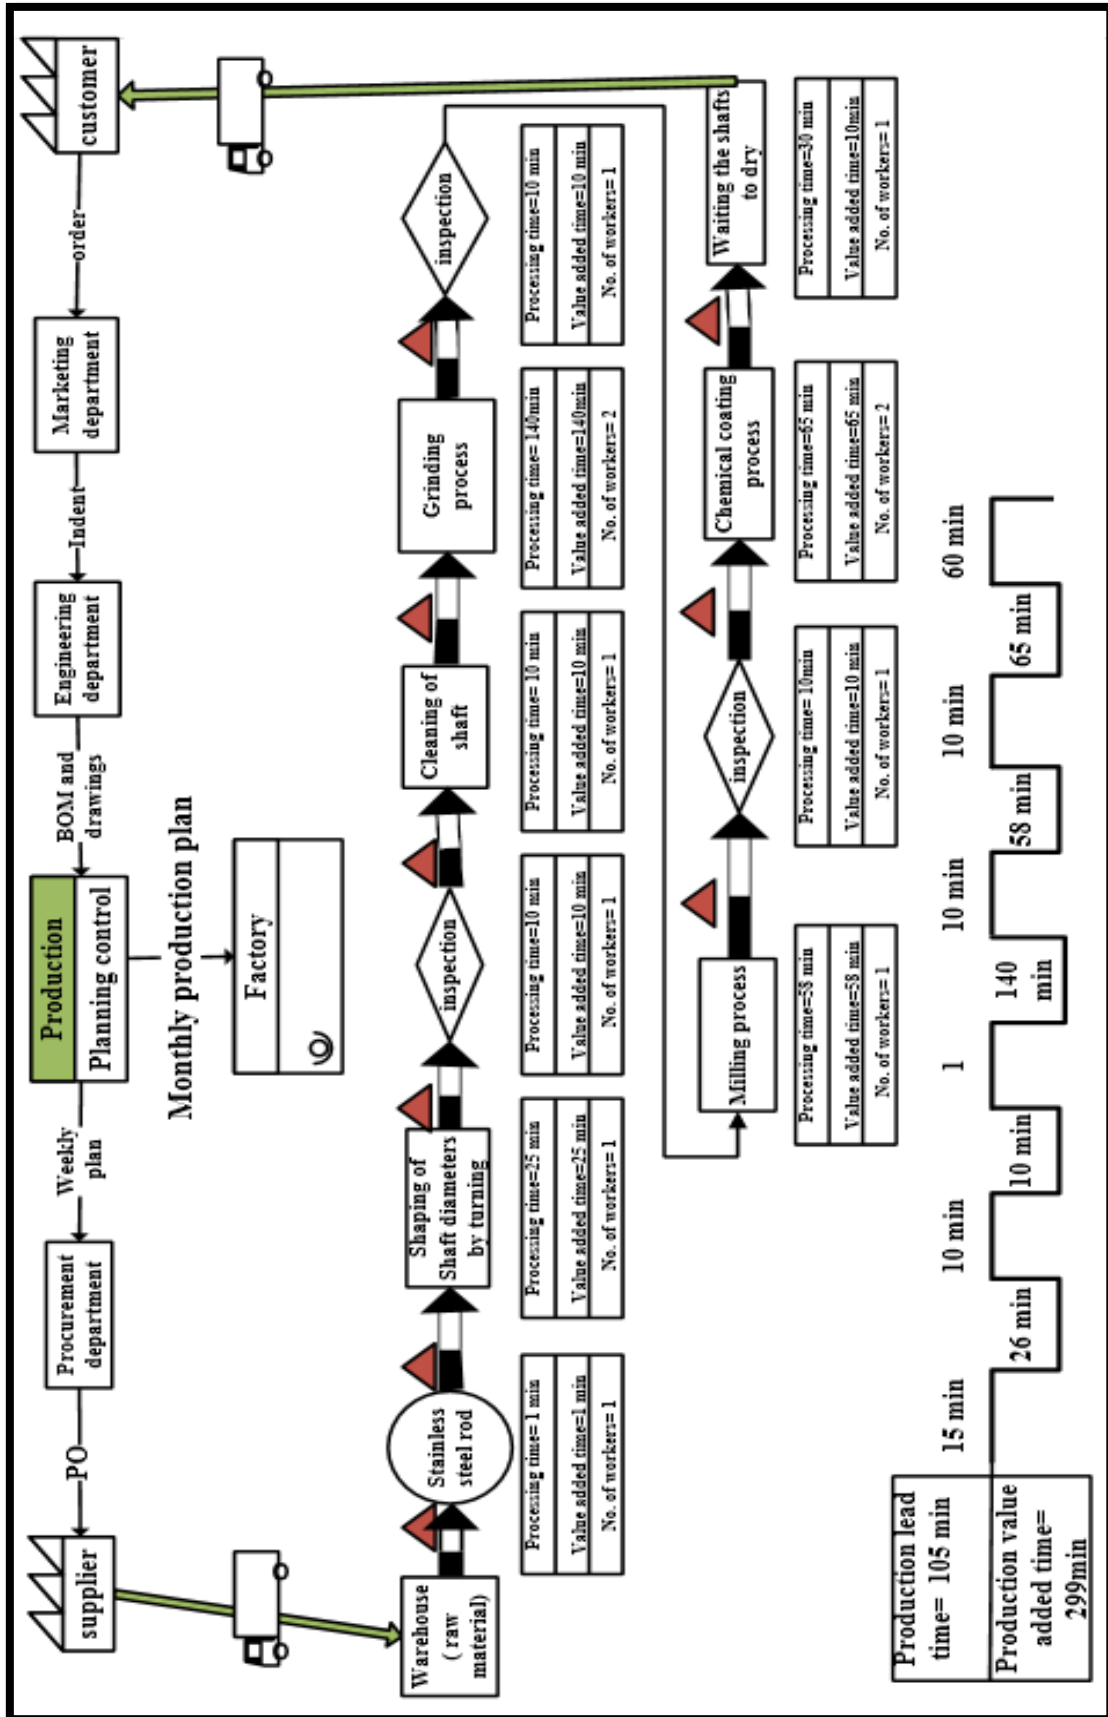 supplier
PO
Procurement
department
Weekly
plan
Production
Planning control
BOM and
drawings
Engineering
department
Indent
Marketing
department
order
customer
Monthly production plan
Factory
Warehouse
( raw
material)
Stainless
steel rod
Shaping of
Shaft diameters
by turning
inspection
Cleaning of
shaft
Grinding
process
inspection
Processing time= 1 min
Value added time=1 min
No. of workers= 1
Processing time=25 min
Value added time=25 min
No. of workers= 1
Processing time=10 min
Value added time=10 min
No. of workers= 1
Processing time= 10 min
Value added time=10 min
No. of workers= 1
Processing time= 140min
Value added time=140min
No. of workers= 2
Processing time=10 min
Value added time=10 min
No. of workers= 1
Milling process
inspection
Chemical coating
process
Waiting the shafts
to dry
Processing time=58 min
Value added time=58 min
No. of workers= 1
Processing time= 10min
Value added time=10 min
No. of workers= 1
Processing time=65 min
Value added time=65 min
No. of workers= 2
Processing time=30 min
Value added time=10min
No. of workers= 1
Production lead
time= 105 min
Production value
added time=
299min
15 min
26 min
10 min
10 min
1
140
min
10 min
58 min
10 min
65 min
60 min